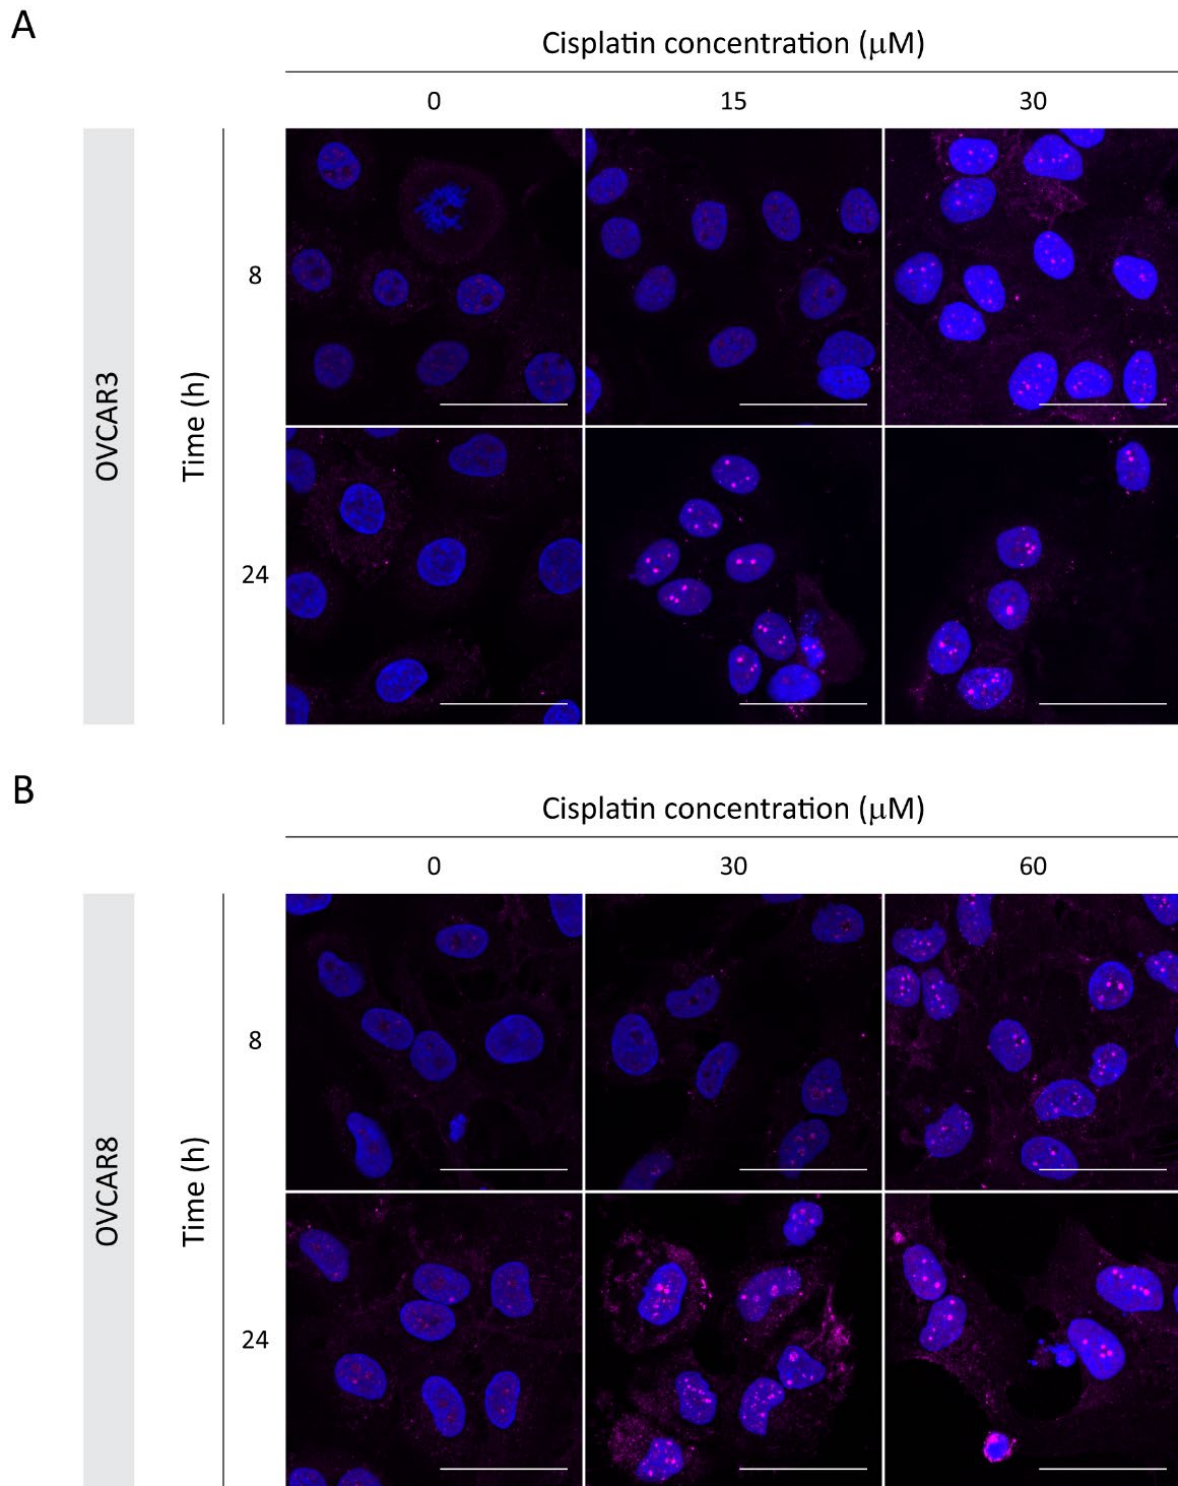 A
Cisplatin concentration (μM)
0 15 30
OVCAR3
Time (h)
8
24
B
Cisplatin concentration (μM)
0 30 60
OVCAR8
Time (h)
8
24